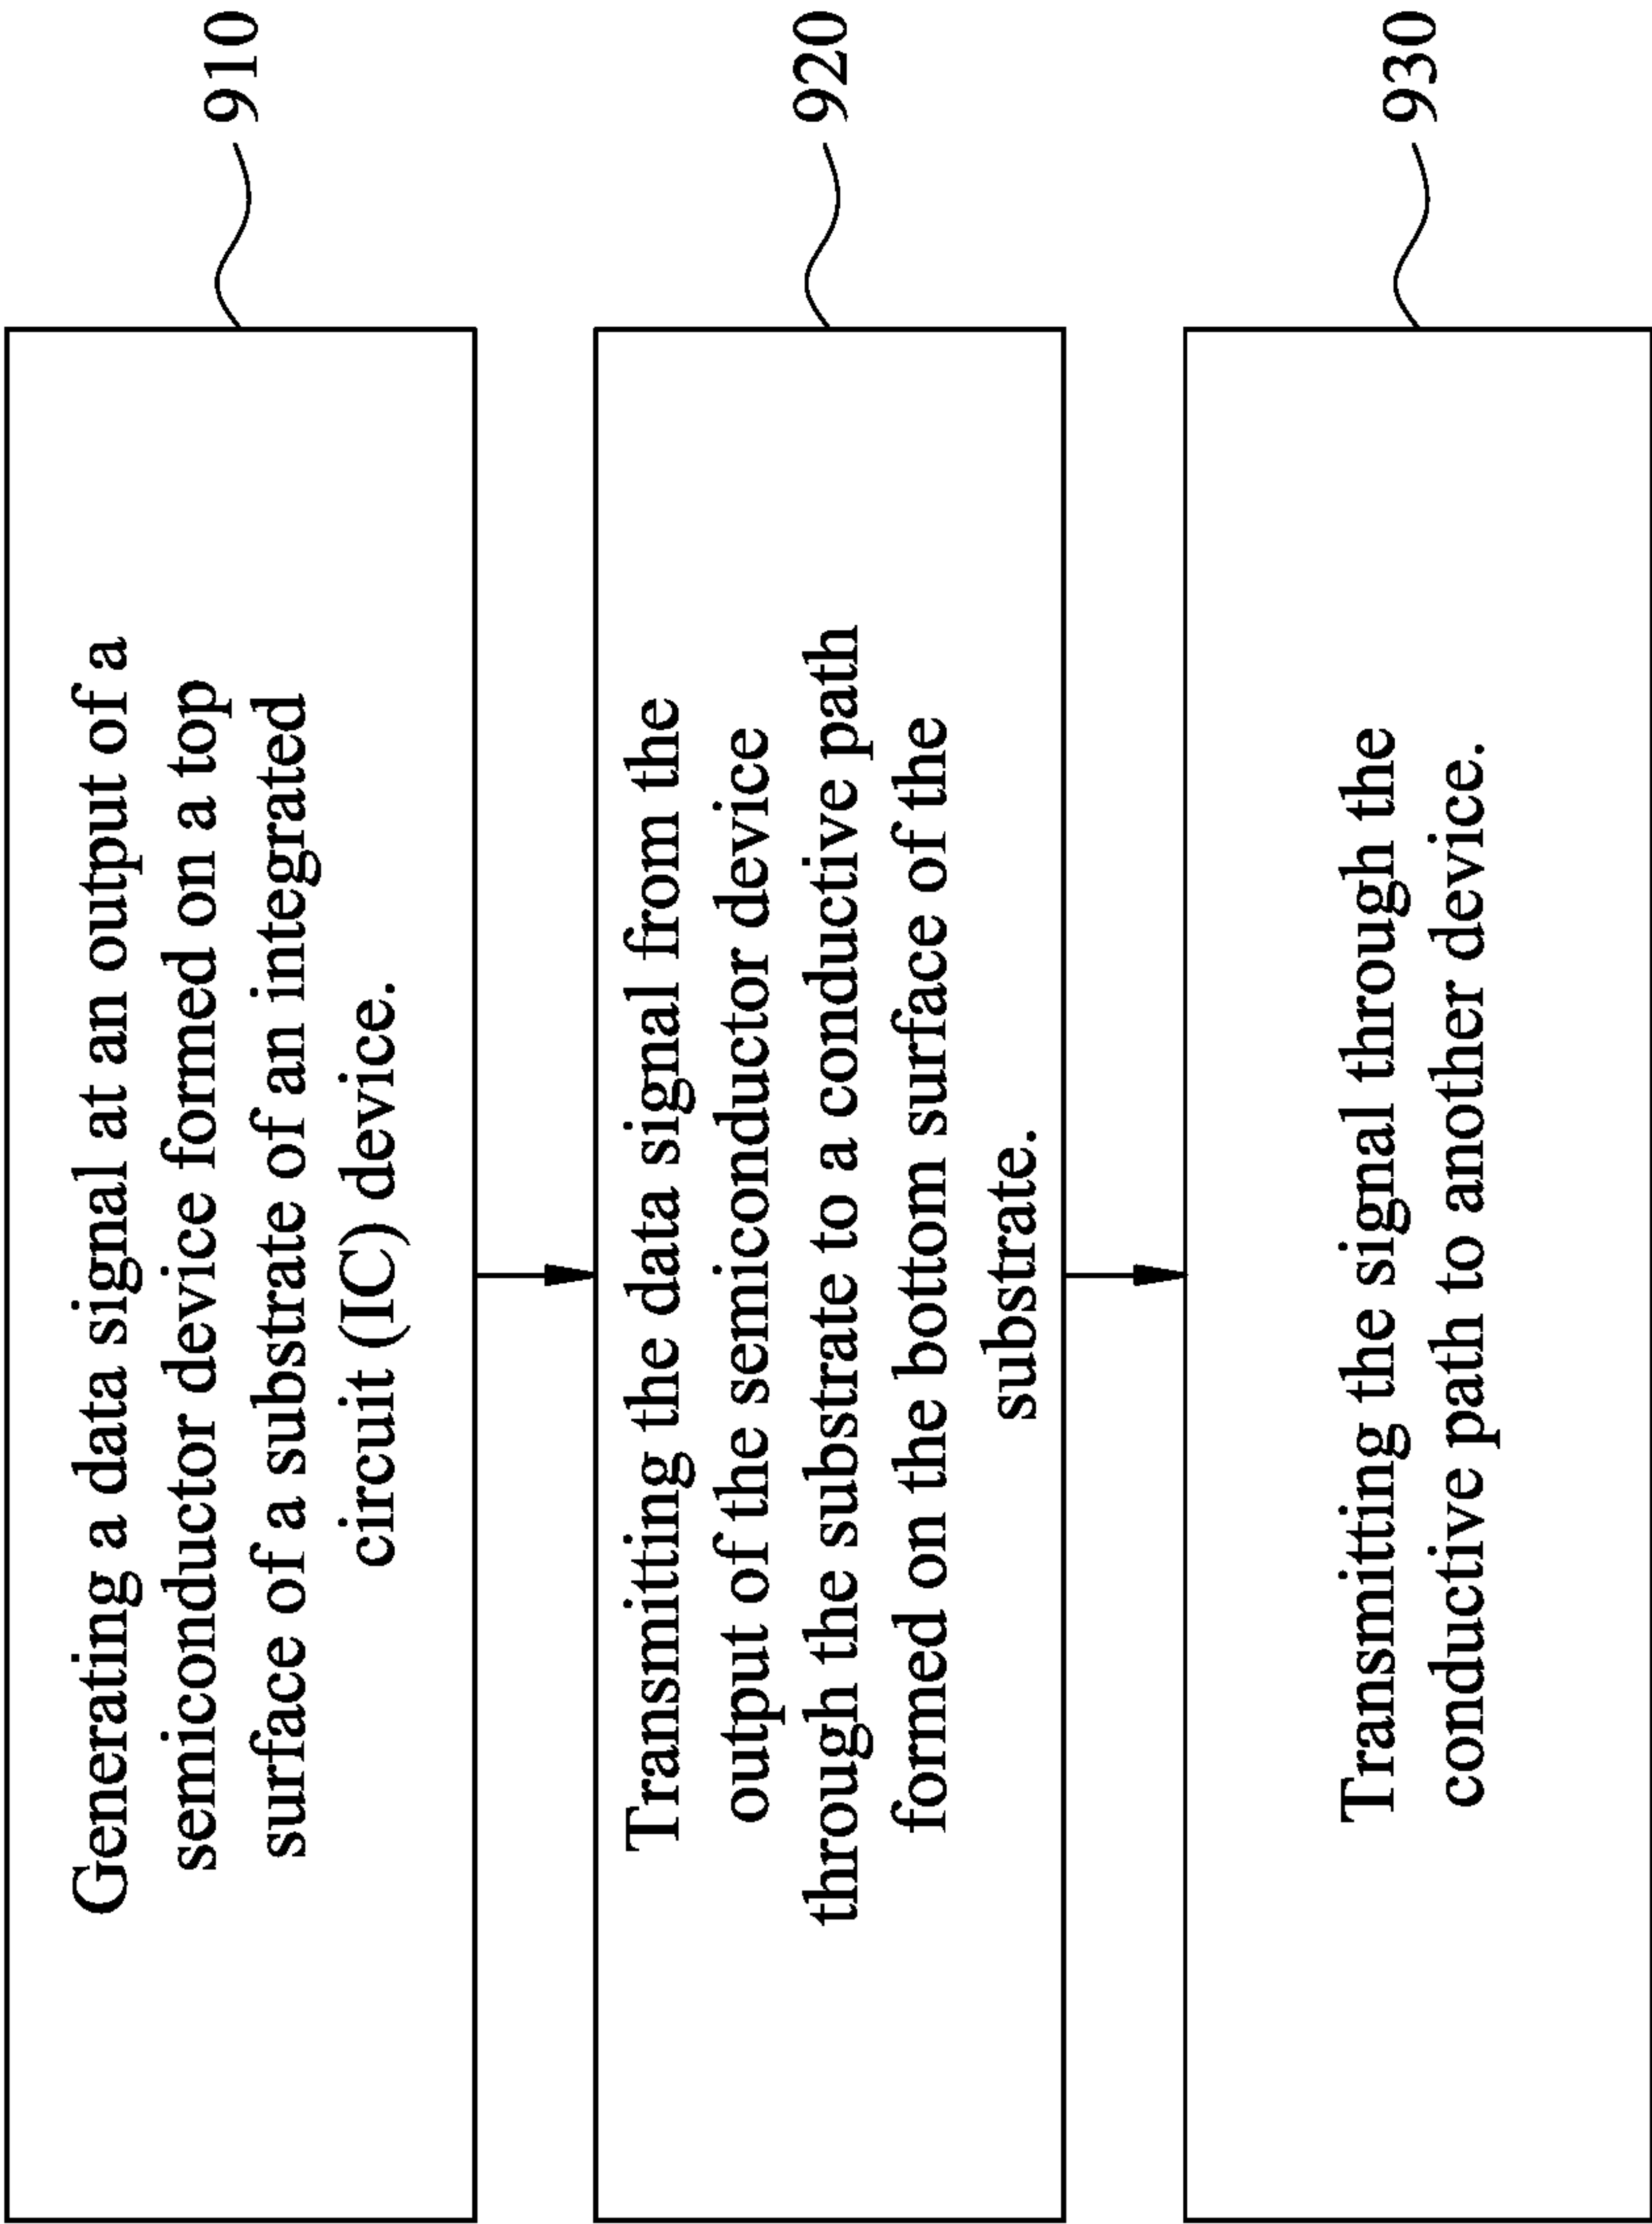 Generating a data signal at an output of a
semiconductor device formed on a top
surface of a substrate of an integrated
circuit (IC) device.
910
Transmitting the data signal from the
output of the semiconductor device
through the substrate to a conductive path
formed on the bottom surface of the
substrate.
920
Transmitting the signal through the
conductive path to another device.
930